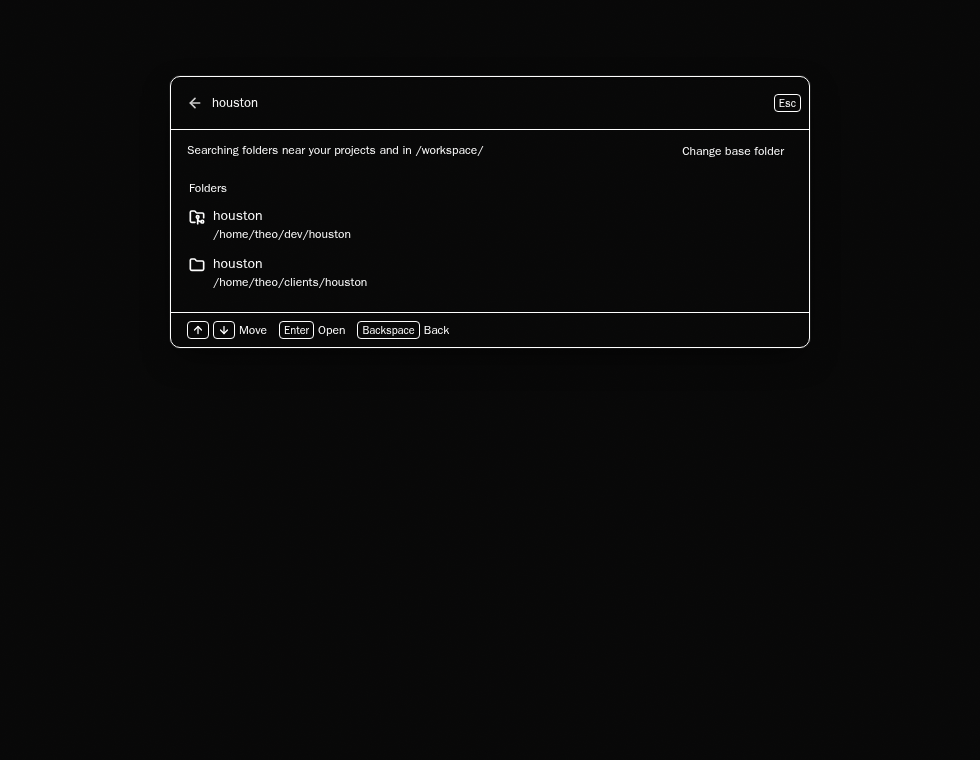 houston
Esc
Searching folders near your projects and in /workspace/
Change base folder
Folders
houston
/home/theo/dev/houston
houston
/home/theo/clients/houston
Move Enter Open Backspace Back